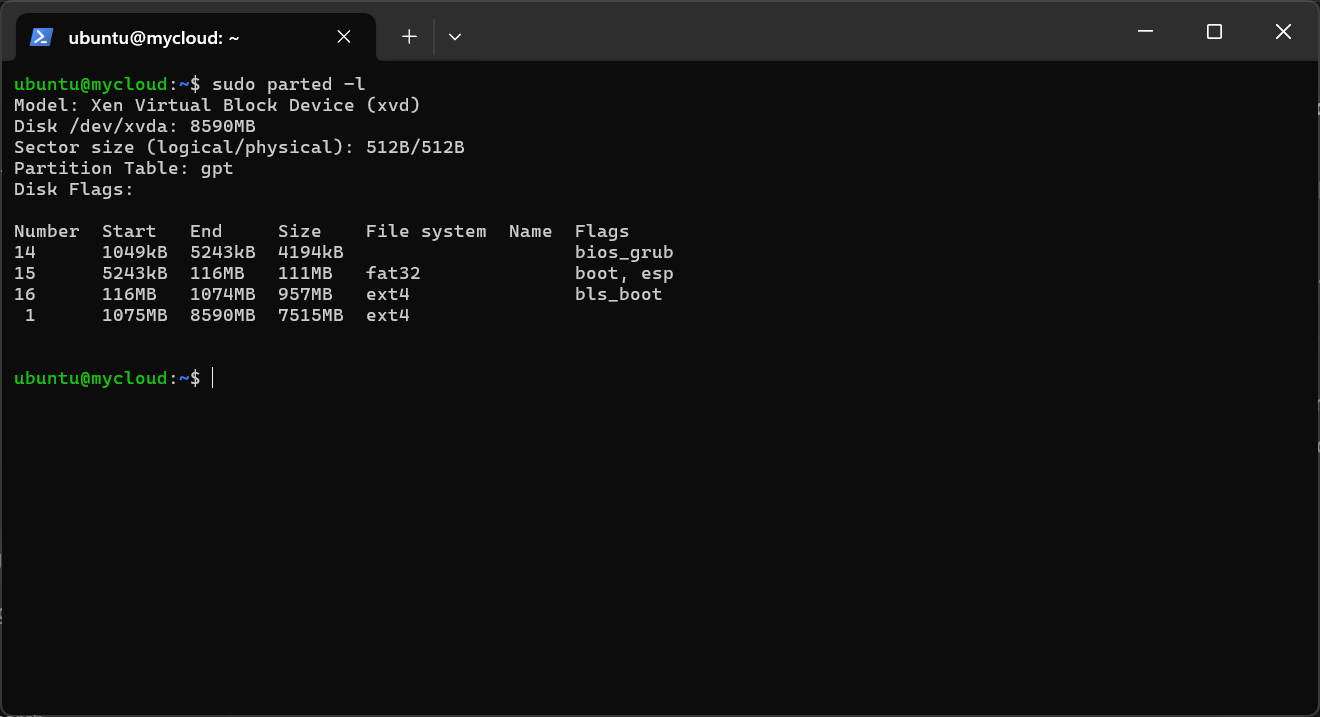 ubuntu@mycloud: ~
ubuntu@mycloud:~$ sudo parted -l
Model: Xen Virtual Block Device (xvd)
Disk /dev/xvda: 8590MB
Sector size (logical/physical): 512B/512B
Partition Table: gpt
Disk Flags:
Number  Start   End     Size    File system  Name  Flags
14      1049kB  5243kB  4194kB                     bios_grub
15      5243kB  116MB   111MB   fat32              boot, esp
16      116MB   1074MB  957MB   ext4               bls_boot
 1      1075MB  8590MB  7515MB  ext4
ubuntu@mycloud:~$